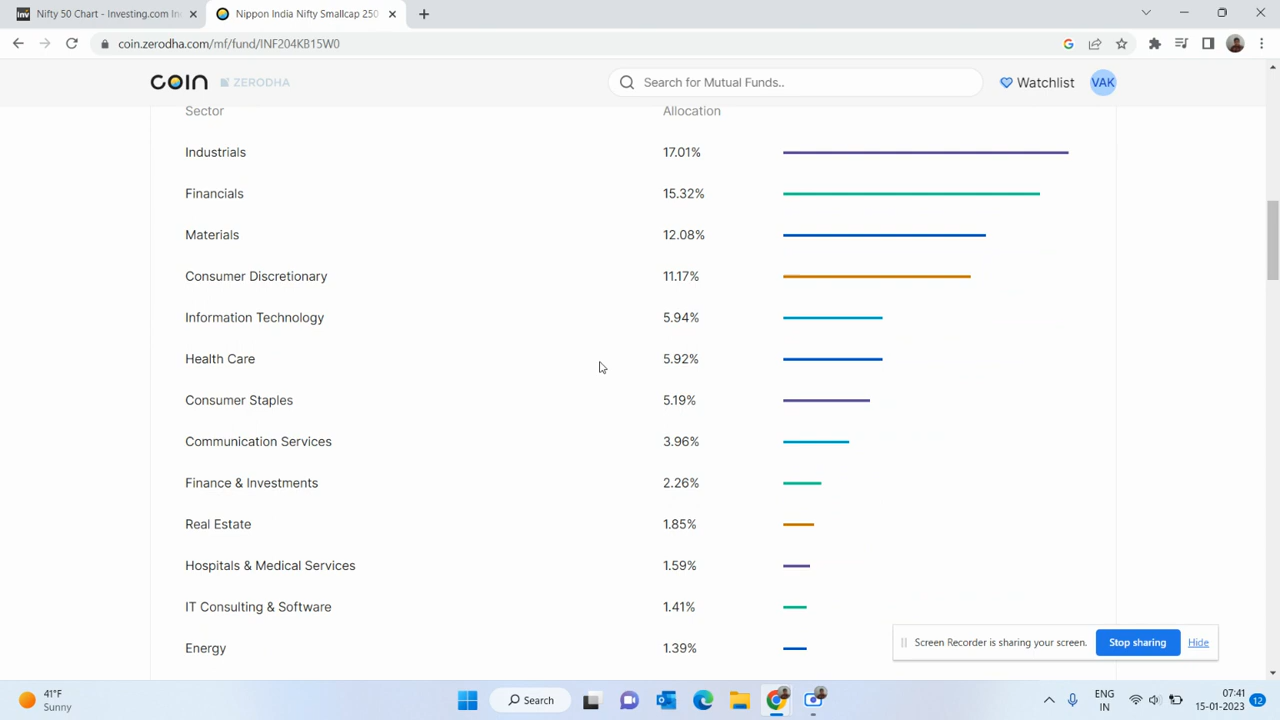 Nifty 50 Chart - Investing.com In
Nippon India Nifty Smallcap 250
coin.zerodha.com/mf/fund/INF204KB15W0
COIN ZERODHA
Search for Mutual Funds..
Watchlist
VAK
Sector Allocation
Industrials 17.01%
Financials 15.32%
Materials 12.08%
Consumer Discretionary 11.17%
Information Technology 5.94%
Health Care 5.92%
Consumer Staples 5.19%
Communication Services 3.96%
Finance & Investments 2.26%
Real Estate 1.85%
Hospitals & Medical Services 1.59%
IT Consulting & Software 1.41%
Energy 1.39%
Screen Recorder is sharing your screen. Stop sharing Hide
41°F
Sunny
Search
ENG
IN
07:41
15-01-2023
12